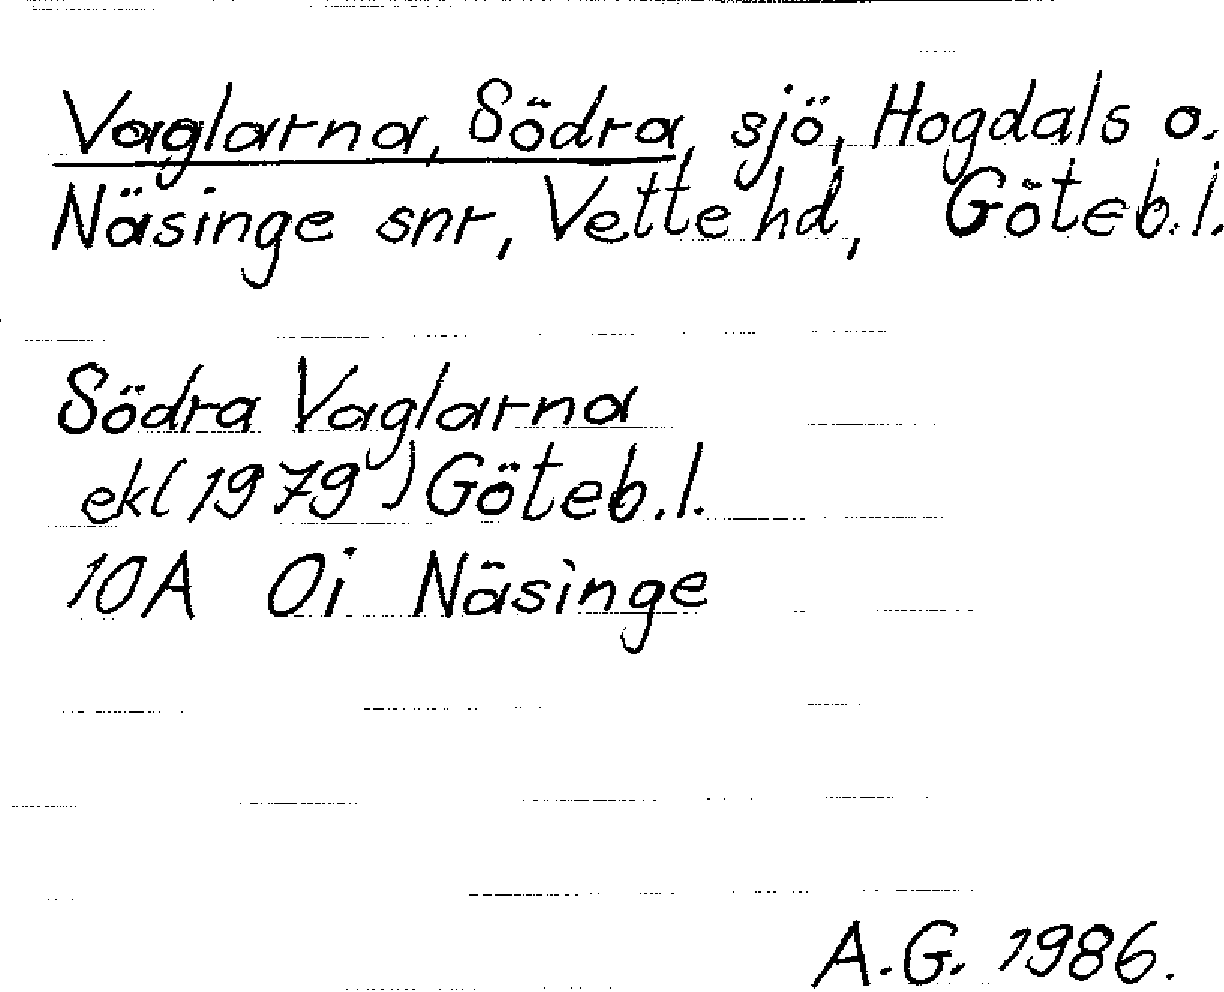 Vaglarna, Södra, sjö, Hogdals o.
Näsinge snr, Vette hd, Göteb.l.
Södra Vaglarna
ek(1979) Göteb.l.
10A 0i Näsinge
A.G. 1986.